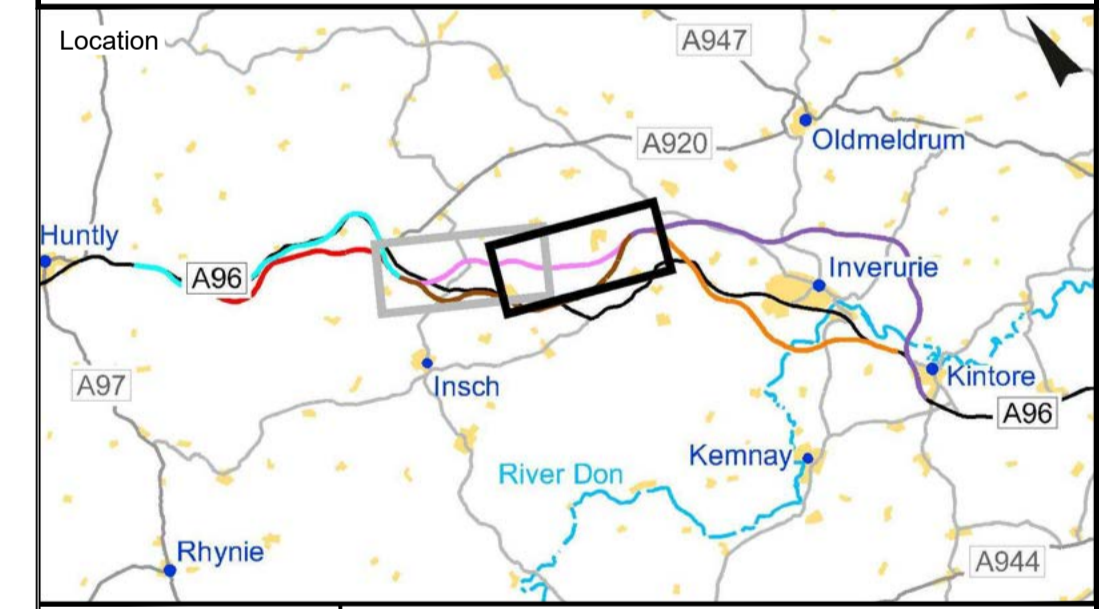 Location
A947
A920
Oldmeldrum
Huntly
A96
Inverurie
A97
Insch
Kintore
A96
Kemnay
River Don
Rhynie
A944